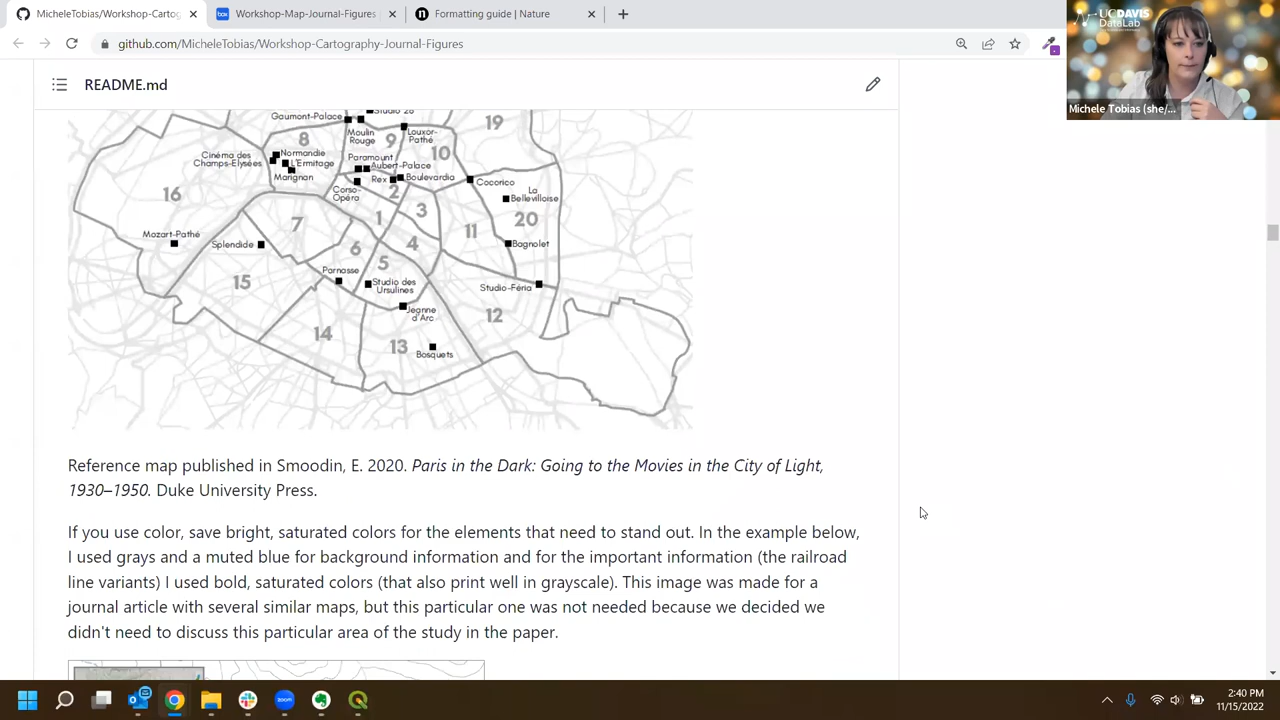 MicheleTobias/Workshop-Cartog
Workshop-Map-Journal-Figures
Formatting guide | Nature
github.com/MicheleTobias/Workshop-Cartography-Journal-Figures
UCDAVIS
DataLab
Michele Tobias (she/...
README.md
Gaumont-Palace
Studio 28
Moulin
Rouge
Louxor-
Pathé
19
8
9
10
Cinéma des
Champs-Elysées
Normandie
L'Ermitage
Marignan
Paramount
Aubert-Palace
Rex
Boulevardia
Corso-
Opéra
2
Cocorico
La
Bellevilloise
16
7
1
3
11
20
Mozart-Pathé
Splendide
6
4
Bagnolet
5
Parnasse
Studio des
Ursulines
Studio-Féria
15
Jeanne
d'Arc
12
14
13
Bosquets
Reference map published in Smoodin, E. 2020. Paris in the Dark: Going to the Movies in the City of Light,
1930–1950. Duke University Press.
If you use color, save bright, saturated colors for the elements that need to stand out. In the example below,
I used grays and a muted blue for background information and for the important information (the railroad
line variants) I used bold, saturated colors (that also print well in grayscale). This image was made for a
journal article with several similar maps, but this particular one was not needed because we decided we
didn't need to discuss this particular area of the study in the paper.
2:40 PM
11/15/2022